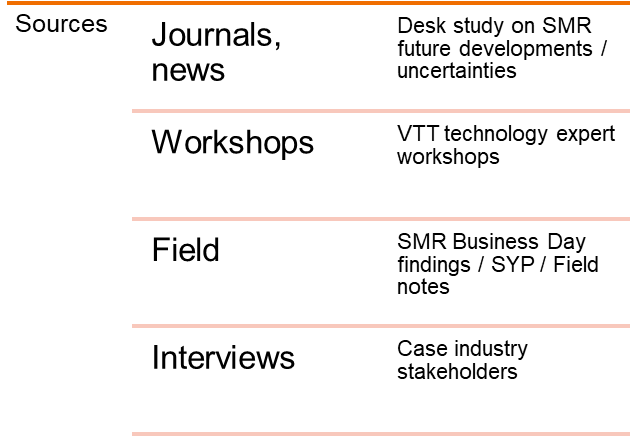 Sources
Journals,
news
Desk study on SMR
future developments /
uncertainties
Workshops
VTT technology expert
workshops
Field
SMR Business Day
findings / SYP / Field
notes
Interviews
Case industry
stakeholders